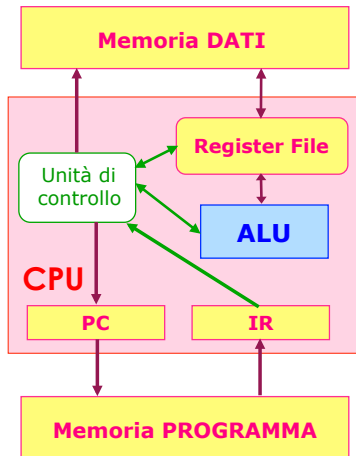 Memoria DATI
Register File
Unità di
controllo
ALU
CPU
PC
IR
Memoria PROGRAMMA